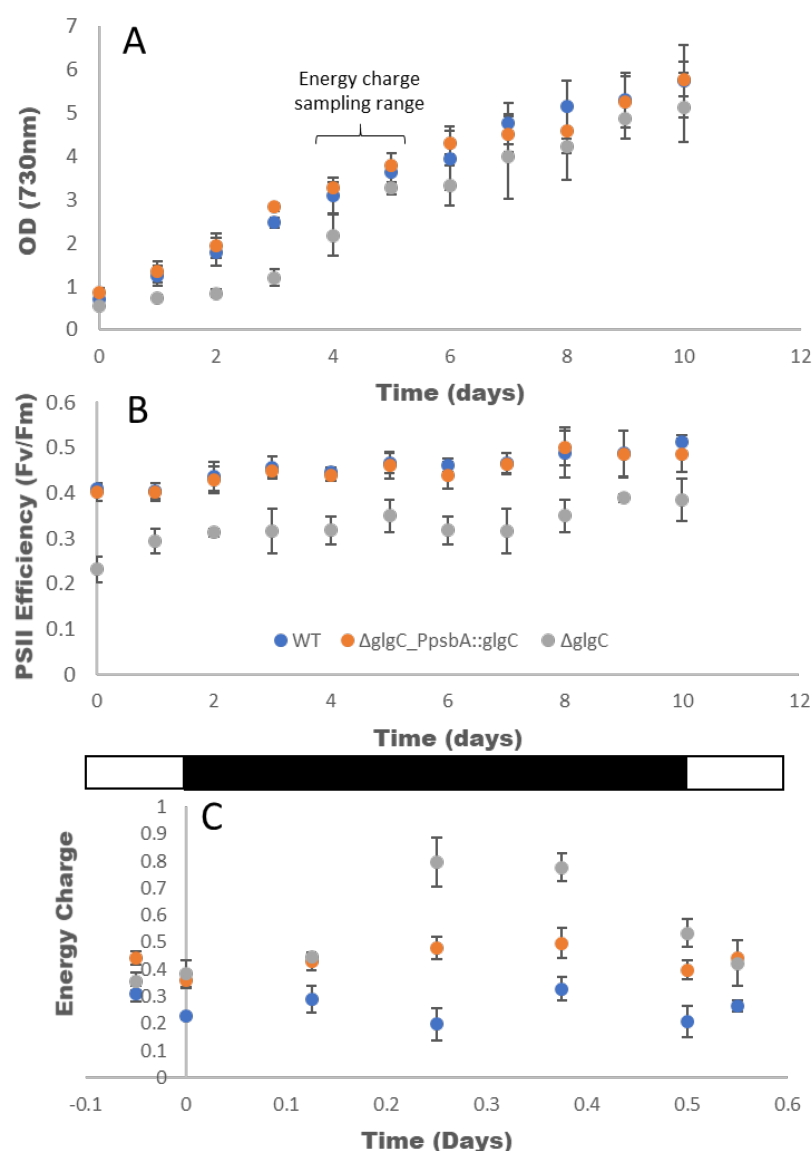 A
Energy charge
sampling range
OD (730nm)
7
6
5
4
3
2
1
0
0 2 4 6 8 10 12
Time (days)
B
PSII Efficiency (Fv/Fm)
0.6
0.5
0.4
0.3
0.2
0.1
0
WT ΔglgC_PpsbA::glgC ΔglgC
0 2 4 6 8 10 12
Time (days)
C
Energy Charge
1
0.9
0.8
0.7
0.6
0.5
0.4
0.3
0.2
0.1
0
-0.1 0 0.1 0.2 0.3 0.4 0.5 0.6
Time (Days)